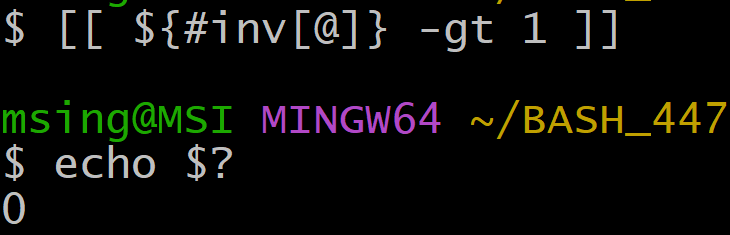 $ [[ ${#inv[@]} -gt 1 ]]
msing@MSI MINGW64 ~/BASH_447
$ echo $?
0